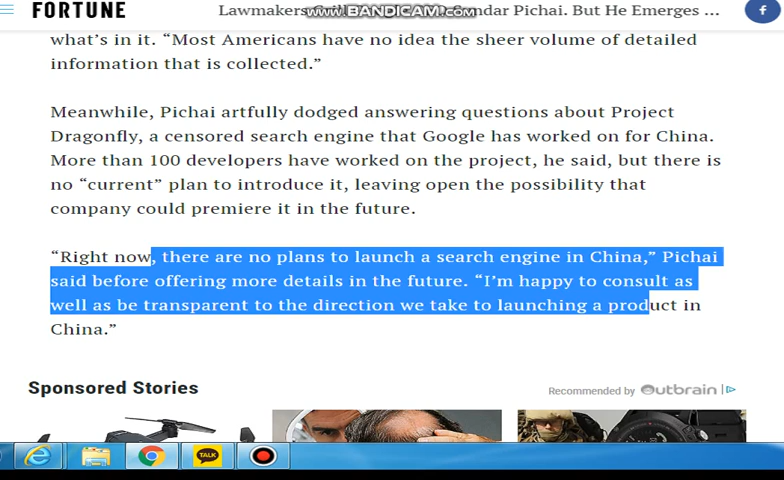 FORTUNE
Lawmakers Sundar Pichai. But He Emerges ...
www.BANDICAM.com
f
what's in it. “Most Americans have no idea the sheer volume of detailed
information that is collected.”
Meanwhile, Pichai artfully dodged answering questions about Project
Dragonfly, a censored search engine that Google has worked on for China.
More than 100 developers have worked on the project, he said, but there is
no “current” plan to introduce it, leaving open the possibility that
company could premiere it in the future.
“Right now, there are no plans to launch a search engine in China,” Pichai
said before offering more details in the future. “I'm happy to consult as
well as be transparent to the direction we take to launching a product in
China.”
Sponsored Stories
Recommended by Outbrain
TALK